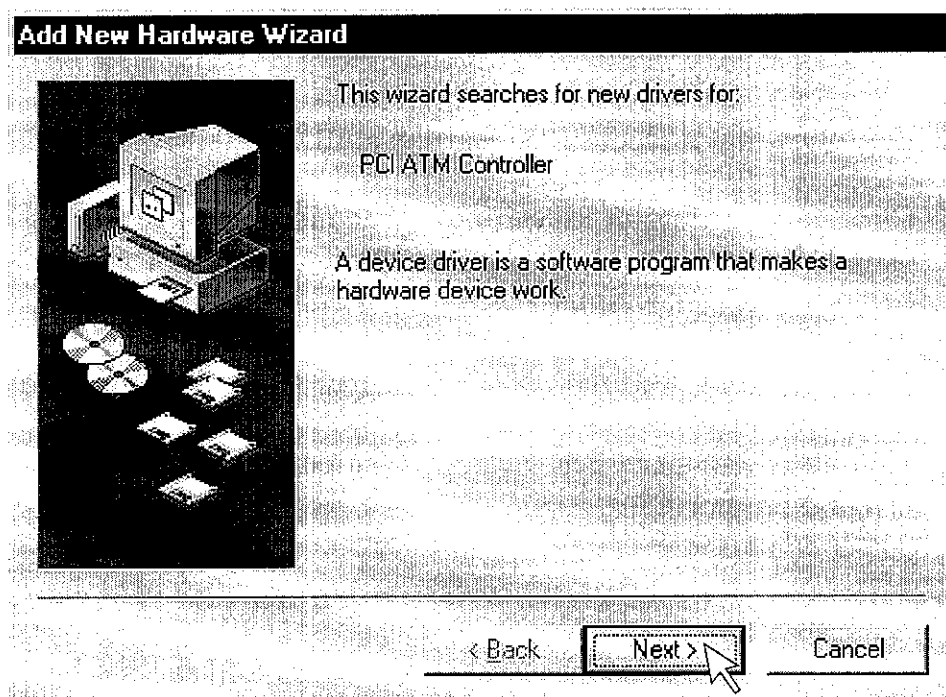 Add New Hardware Wizard
This wizard searches for new drivers for:
PCI ATM Controller
A device driver is a software program that makes a
hardware device work.
< Back
Next >
Cancel